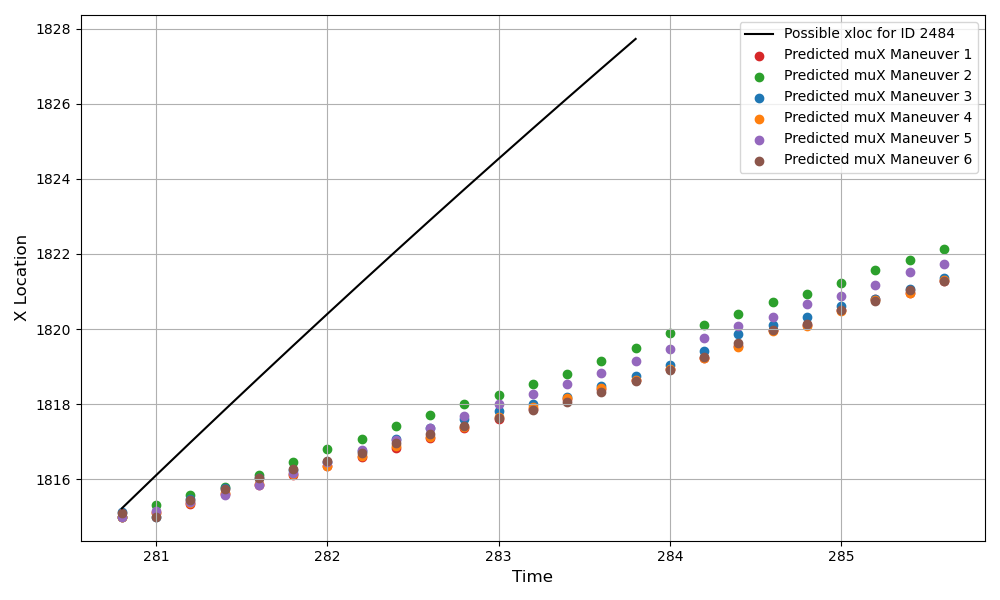 1828
1826
1824
1822
1820
1818
1816
X Location
281
282
283
284
285
Time
Possible xloc for ID 2484
Predicted muX Maneuver 1
Predicted muX Maneuver 2
Predicted muX Maneuver 3
Predicted muX Maneuver 4
Predicted muX Maneuver 5
Predicted muX Maneuver 6